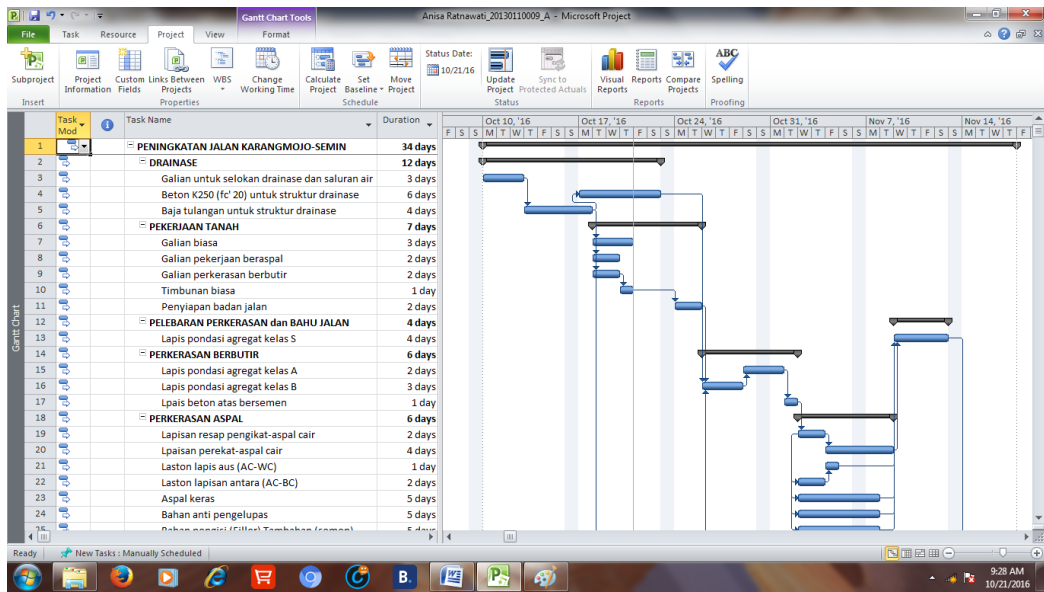 Gantt Chart Tools
Anisa Ratnawati_20130110009_A - Microsoft Project
File Task Resource Project View Format
Subproject
Project Information
Custom Fields
Links Between Projects
WBS
Change Working Time
Calculate Project
Set Baseline
Move Project
Status Date:
10/21/16
Update Project
Sync to Protected Actuals
Visual Reports
Reports
Compare Projects
ABC
Spelling
Insert Properties Schedule Status Reports Proofing
Task Mod Task Name Duration
Oct 10, '16 Oct 17, '16 Oct 24, '16 Oct 31, '16 Nov 7, '16 Nov 14, '16
F S S M T W T F S S M T W T F S S M T W T F S S M T W T F S S M T W T F S S M T W T F
1 PENINGKATAN JALAN KARANGMOJO-SEMIN 34 days
2 DRAINASE 12 days
3 Galian untuk selokan drainase dan saluran air 3 days
4 Beton K250 (fc' 20) untuk struktur drainase 6 days
5 Baja tulangan untuk struktur drainase 4 days
6 PEKERJAAN TANAH 7 days
7 Galian biasa 3 days
8 Galian pekerjaan beraspal 2 days
9 Galian perkerasan berbutir 2 days
10 Timbunan biasa 1 day
11 Penyiapan badan jalan 2 days
12 PELEBARAN PERKERASAN dan BAHU JALAN 4 days
13 Lapis pondasi agregat kelas S 4 days
14 PERKERASAN BERBUTIR 6 days
15 Lapis pondasi agregat kelas A 2 days
16 Lapis pondasi agregat kelas B 3 days
17 Lpais beton atas bersemen 1 day
18 PERKERASAN ASPAL 6 days
19 Lapisan resap pengikat-aspal cair 2 days
20 Lpaisan perekat-aspal cair 4 days
21 Laston lapis aus (AC-WC) 1 day
22 Laston lapisan antara (AC-BC) 2 days
23 Aspal keras 5 days
24 Bahan anti pengelupas 5 days
25 Bahan pengisi (Filler) Tambahan (semen) 5 days
Gantt Chart
Ready New Tasks : Manually Scheduled
9:28 AM
10/21/2016